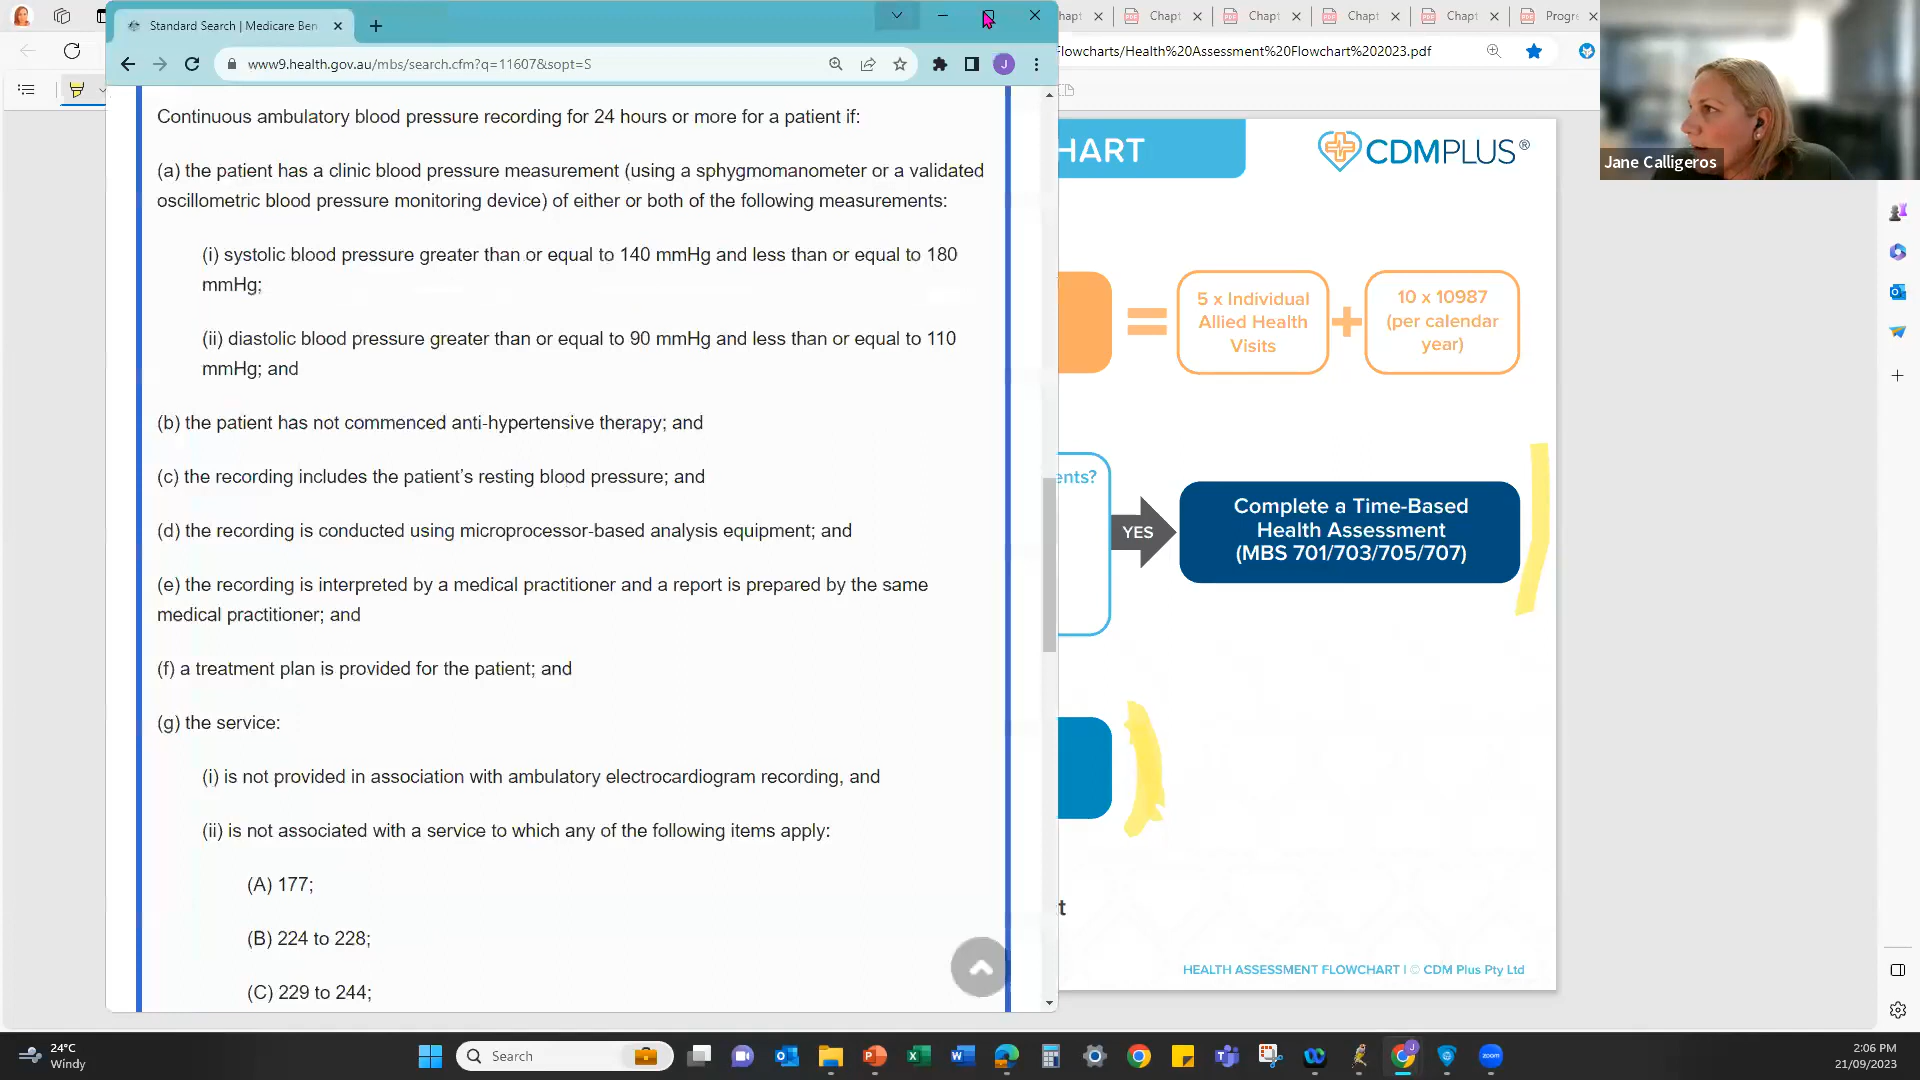 Standard Search | Medicare Ben
Chapt
Chapt
Chapt
Chapt
Progre
www9.health.gov.au/mbs/search.cfm?q=11607&sopt=S
Flowcharts/Health%20Assessment%20Flowchart%202023.pdf
J
Jane Calligeros
Continuous ambulatory blood pressure recording for 24 hours or more for a patient if:
(a) the patient has a clinic blood pressure measurement (using a sphygmomanometer or a validated
oscillometric blood pressure monitoring device) of either or both of the following measurements:
(i) systolic blood pressure greater than or equal to 140 mmHg and less than or equal to 180
mmHg;
(ii) diastolic blood pressure greater than or equal to 90 mmHg and less than or equal to 110
mmHg; and
(b) the patient has not commenced anti-hypertensive therapy; and
(c) the recording includes the patient's resting blood pressure; and
(d) the recording is conducted using microprocessor-based analysis equipment; and
(e) the recording is interpreted by a medical practitioner and a report is prepared by the same
medical practitioner; and
(f) a treatment plan is provided for the patient; and
(g) the service:
(i) is not provided in association with ambulatory electrocardiogram recording, and
(ii) is not associated with a service to which any of the following items apply:
(A) 177;
(B) 224 to 228;
(C) 229 to 244;
HART
CDMPLUS®
5 x Individual
Allied Health
Visits
10 x 10987
(per calendar
year)
ents?
YES
Complete a Time-Based
Health Assessment
(MBS 701/703/705/707)
t
HEALTH ASSESSMENT FLOWCHART I © CDM Plus Pty Ltd
24°C
Windy
Search
zoom
2:06 PM
21/09/2023